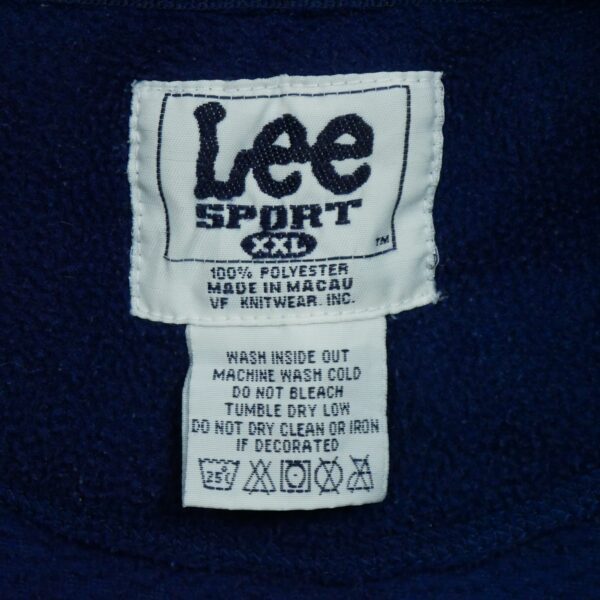 Lee
SPORT
XXL
TM
100% POLYESTER
MADE IN MACAU
VF KNITWEAR. INC.
WASH INSIDE OUT
MACHINE WASH COLD
DO NOT BLEACH
TUMBLE DRY LOW
DO NOT DRY CLEAN OR IRON
IF DECORATED
25C